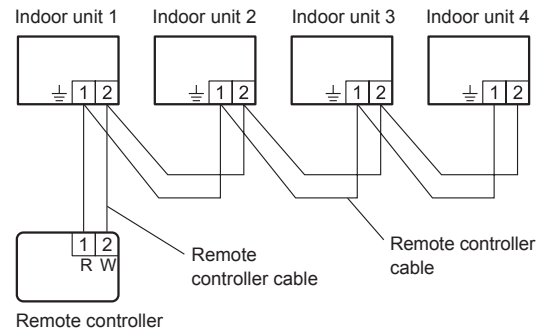 Indoor unit 1 Indoor unit 2 Indoor unit 3 Indoor unit 4
1 2 1 2 1 2 1 2
1 2
R W
Remote
controller cable
Remote controller
cable
Remote controller